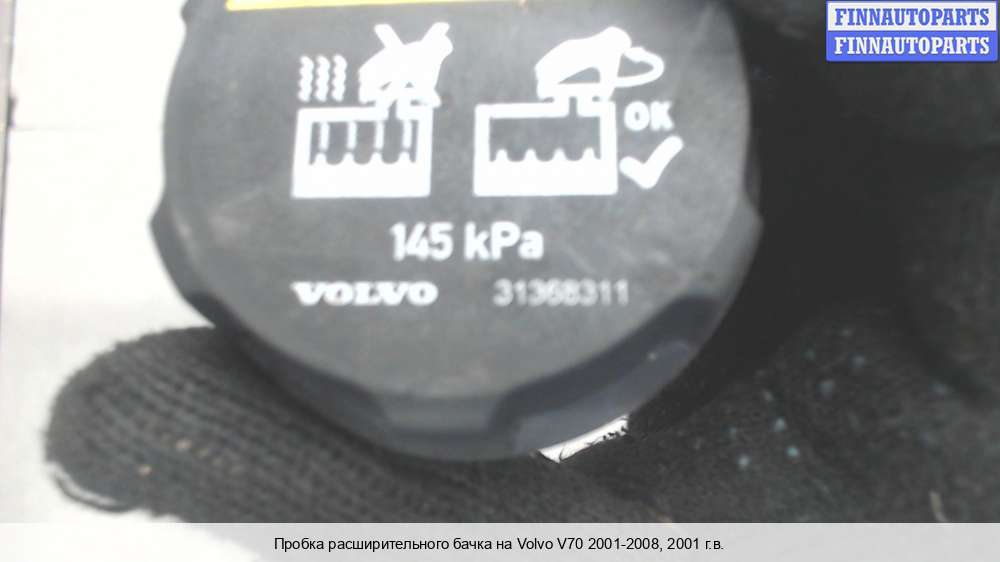 FINNAUTOPARTS
FINNAUTOPARTS
OK
145 kPa
VOLVO 31368311
Пробка расширительного бачка на Volvo V70 2001-2008, 2001 г.в.